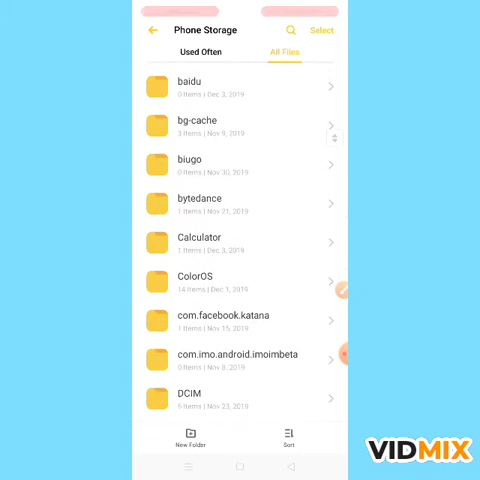 Phone Storage
Select
Used Often
All Files
baidu
0 Items | Dec 3, 2019
bg-cache
3 Items | Nov 9, 2019
biugo
0 Items | Nov 30, 2019
bytedance
1 Items | Nov 21, 2019
Calculator
1 Items | Dec 3, 2019
ColorOS
14 Items | Dec 1, 2019
com.facebook.katana
1 Items | Nov 15, 2019
com.imo.android.imoimbeta
0 Items | Nov 8, 2019
DCIM
5 Items | Nov 23, 2019
New Folder
Sort
VIDMIX